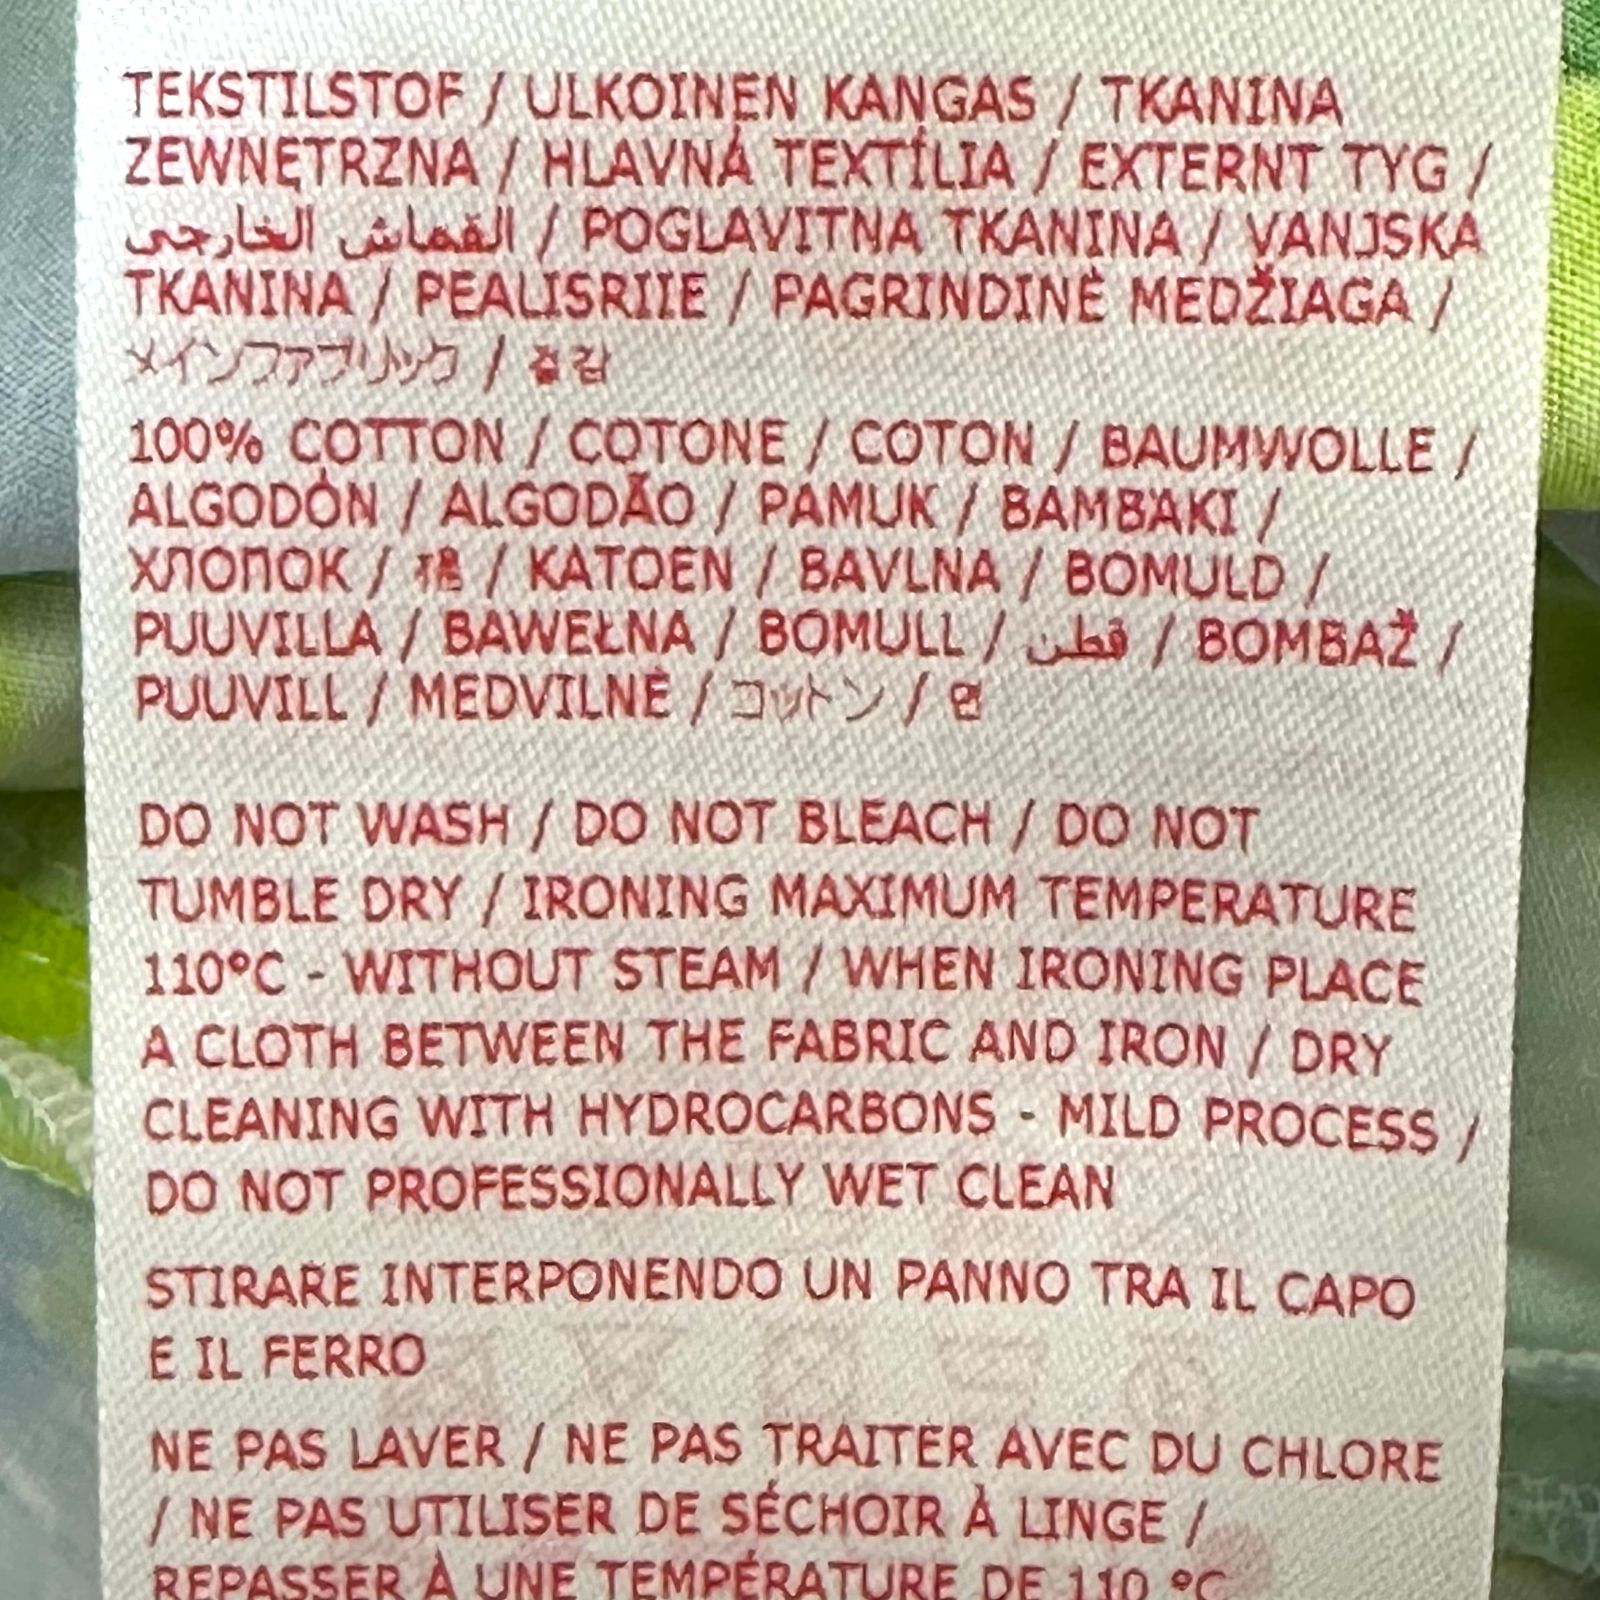 TEKSTILSTOF / ULKOINEN KANGAS / TKANINA
ZEWNĘTRZNA / HLAVNÁ TEXTÍLIA / EXTERNT TYG /
القماش الخارجي / POGLAVITNA TKANINA / VANJSKA
TKANINA / PEALISRIIE / PAGRINDINĖ MEDŽIAGA /
メインファブリック / 겉감
100% COTTON / COTONE / COTON / BAUMWOLLE /
ALGODÓN / ALGODÃO / PAMUK / BAMBAKI /
ХЛОПОК / 棉 / KATOEN / BAVLNA / BOMULD /
PUUVILLA / BAWEŁNA / BOMULL / قطن / BOMBAŽ /
PUUVILL / MEDVILNĖ / コットン / 면
DO NOT WASH / DO NOT BLEACH / DO NOT
TUMBLE DRY / IRONING MAXIMUM TEMPERATURE
110°C - WITHOUT STEAM / WHEN IRONING PLACE
A CLOTH BETWEEN THE FABRIC AND IRON / DRY
CLEANING WITH HYDROCARBONS - MILD PROCESS /
DO NOT PROFESSIONALLY WET CLEAN
STIRARE INTERPONENDO UN PANNO TRA IL CAPO
E IL FERRO
NE PAS LAVER / NE PAS TRAITER AVEC DU CHLORE
/ NE PAS UTILISER DE SÉCHOIR À LINGE /
REPASSER À UNE TEMPÉRATURE DE 110 °C